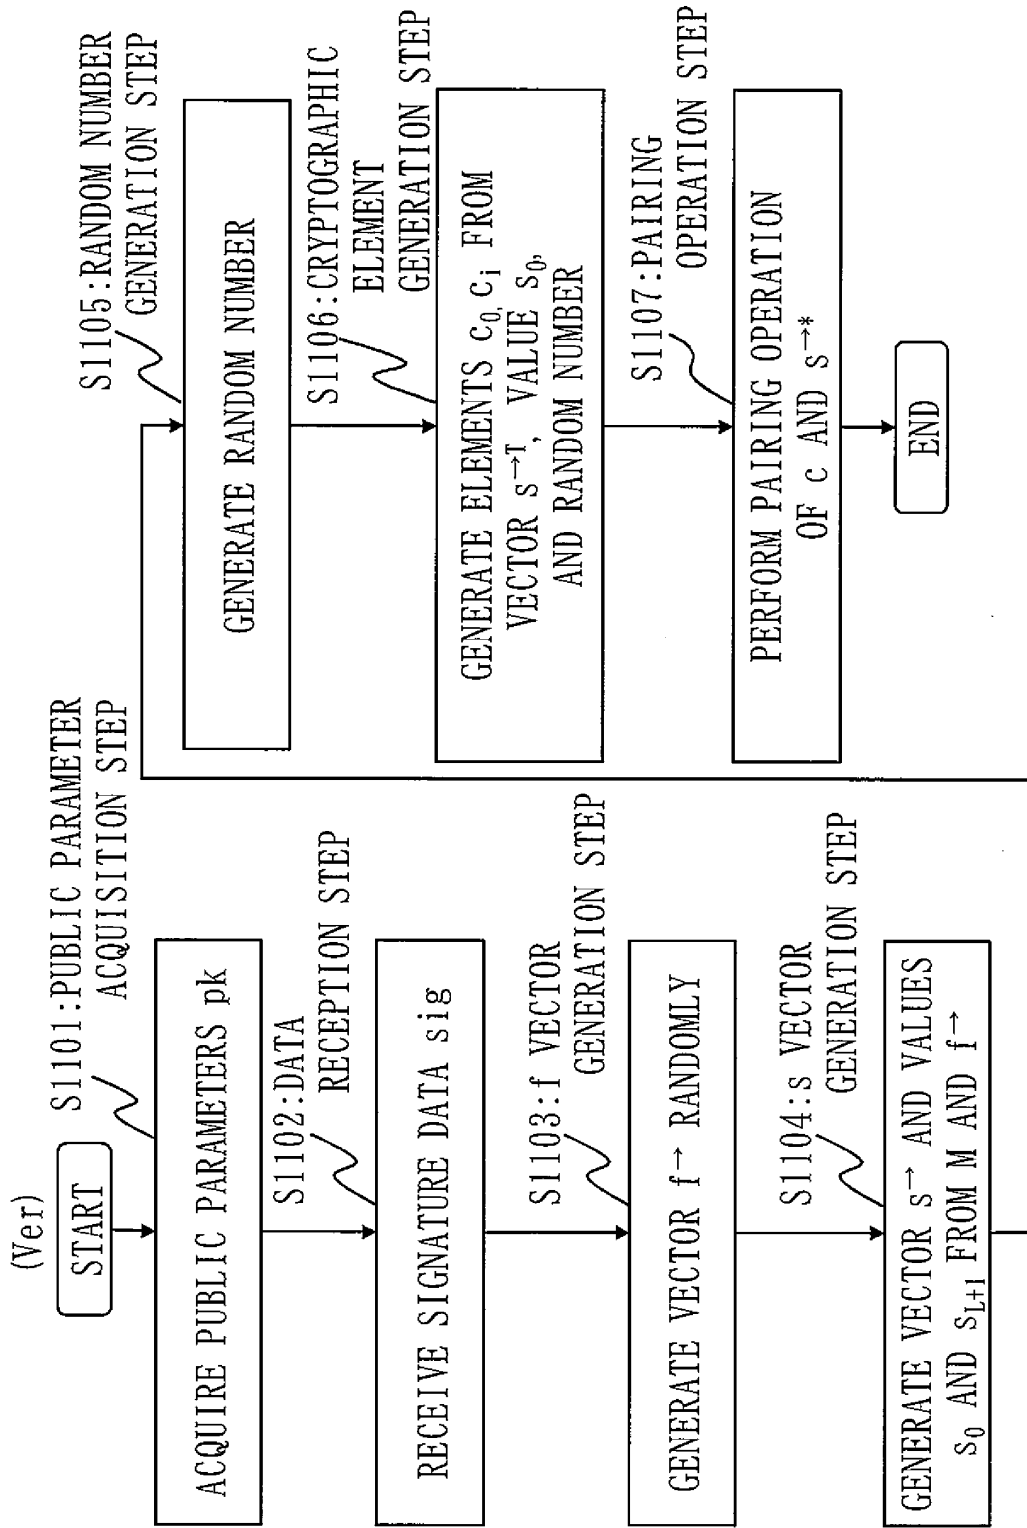 (Ver)
START
S1101:PUBLIC PARAMETER
ACQUISITION STEP
ACQUIRE PUBLIC PARAMETERS pk
S1102:DATA
RECEPTION STEP
RECEIVE SIGNATURE DATA sig
S1103:f VECTOR
GENERATION STEP
GENERATE VECTOR f→ RANDOMLY
S1104:s VECTOR
GENERATION STEP
GENERATE VECTOR s→ AND VALUES
s0 AND sL+1 FROM M AND f→
S1105:RANDOM NUMBER
GENERATION STEP
GENERATE RANDOM NUMBER
S1106:CRYPTOGRAPHIC
ELEMENT
GENERATION STEP
GENERATE ELEMENTS c0, ci FROM
VECTOR s→T, VALUE s0,
AND RANDOM NUMBER
S1107:PAIRING
OPERATION STEP
PERFORM PAIRING OPERATION
OF c AND s→*
END